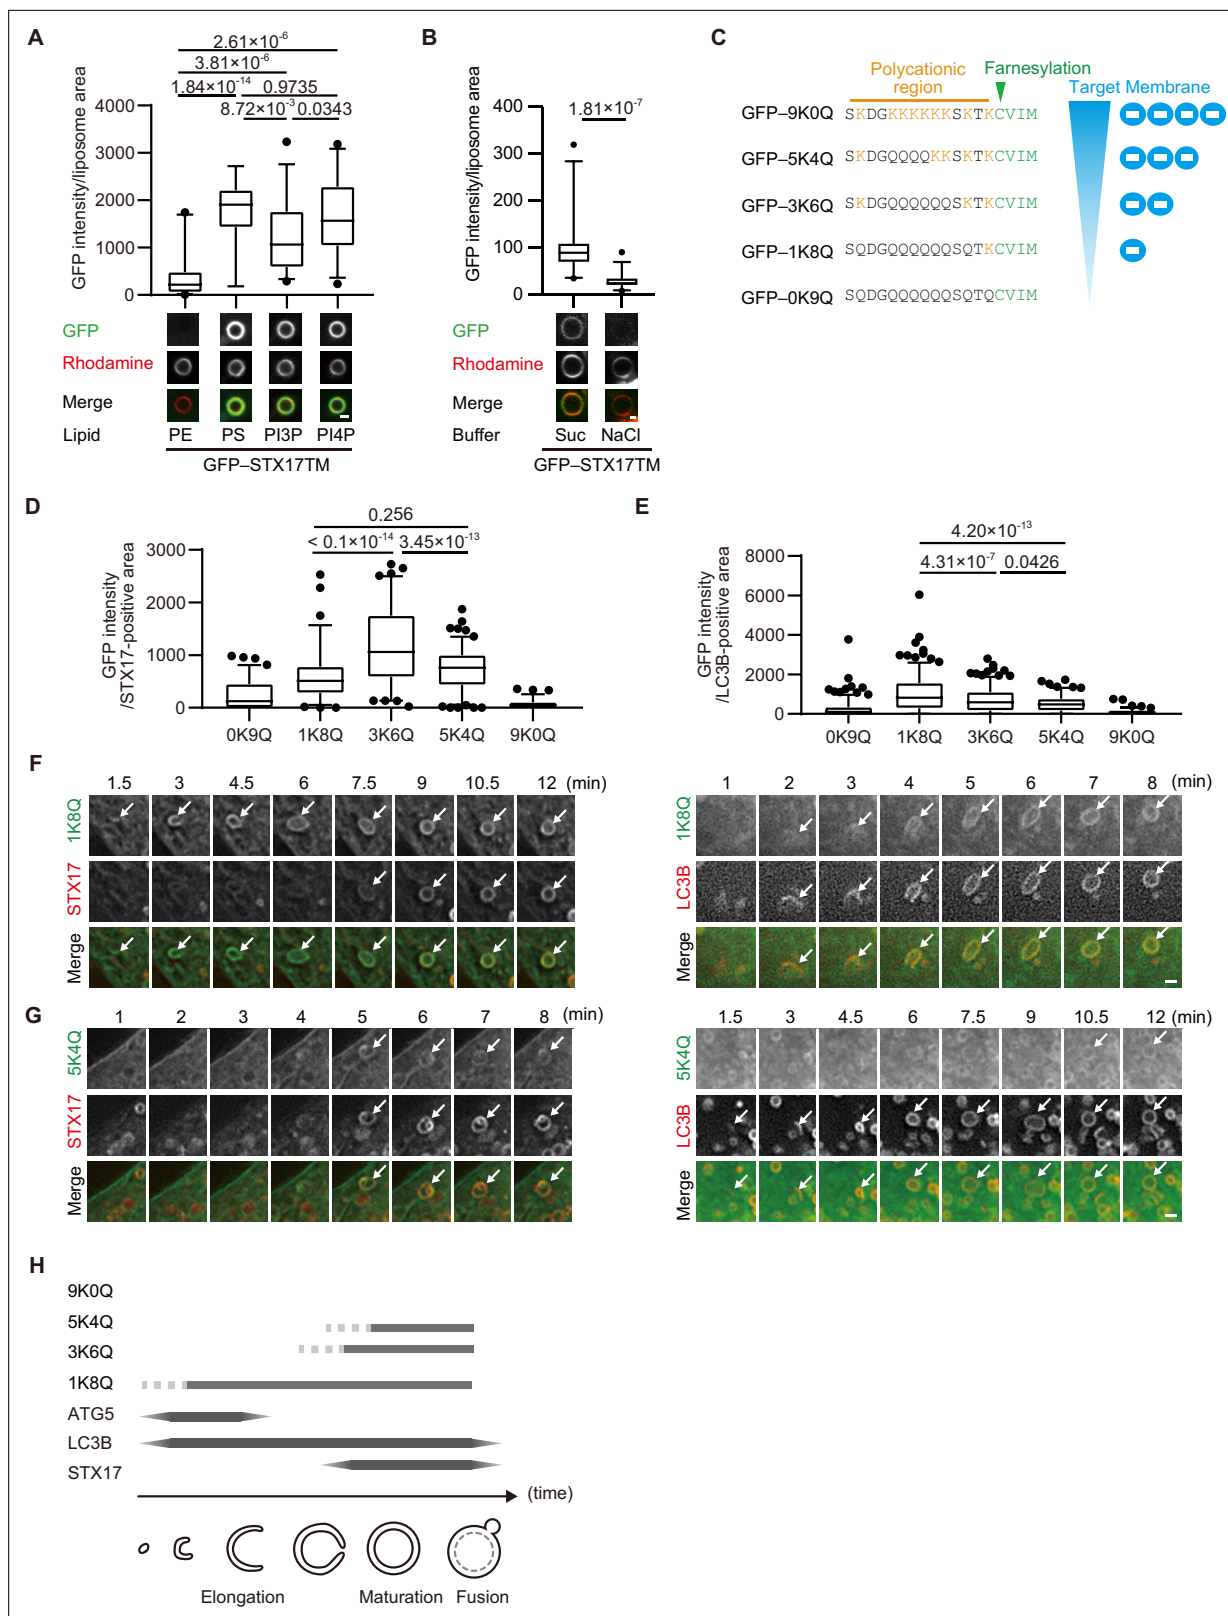 A
2.61×10⁻⁶
3.81×10⁻⁶
1.84×10⁻¹⁴ 0.9735
8.72×10⁻³ 0.0343
GFP intensity/liposome area
4000
3000
2000
1000
0
GFP
Rhodamine
Merge
Lipid PE PS PI3P PI4P
GFP–STX17TM
B
1.81×10⁻⁷
GFP intensity/liposome area
400
300
200
100
0
GFP
Rhodamine
Merge
Buffer Suc NaCl
GFP–STX17TM
C
Polycationic region
Farnesylation
Target Membrane
GFP–9K0Q SKDGKKKKKKSKTKCVIM
GFP–5K4Q SKDGQQQQKKSKTKCVIM
GFP–3K6Q SKDGQQQQQQSKTKCVIM
GFP–1K8Q SQDGQQQQQQSQTKCVIM
GFP–0K9Q SQDGQQQQQQSQTQCVIM
D
0.256
< 0.1×10⁻¹⁴ 3.45×10⁻¹³
GFP intensity
/STX17-positive area
3000
2000
1000
0
0K9Q 1K8Q 3K6Q 5K4Q 9K0Q
E
4.20×10⁻¹³
4.31×10⁻⁷ 0.0426
GFP intensity
/LC3B-positive area
8000
6000
4000
2000
0
0K9Q 1K8Q 3K6Q 5K4Q 9K0Q
F
1.5 3 4.5 6 7.5 9 10.5 12 (min)
1K8Q
STX17
Merge
1 2 3 4 5 6 7 8 (min)
1K8Q
LC3B
Merge
G
1 2 3 4 5 6 7 8 (min)
5K4Q
STX17
Merge
1.5 3 4.5 6 7.5 9 10.5 12 (min)
5K4Q
LC3B
Merge
H
9K0Q
5K4Q
3K6Q
1K8Q
ATG5
LC3B
STX17
(time)
Elongation Maturation Fusion